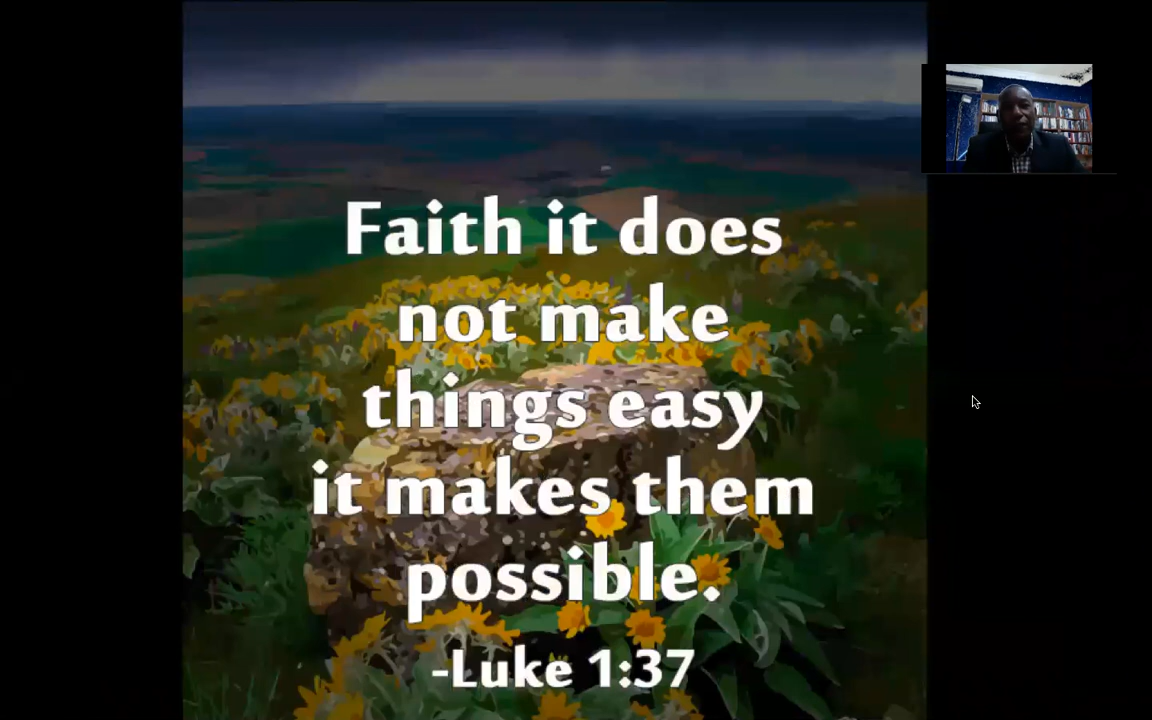 Faith it does
not make
things easy
it makes them
possible.
-Luke 1:37